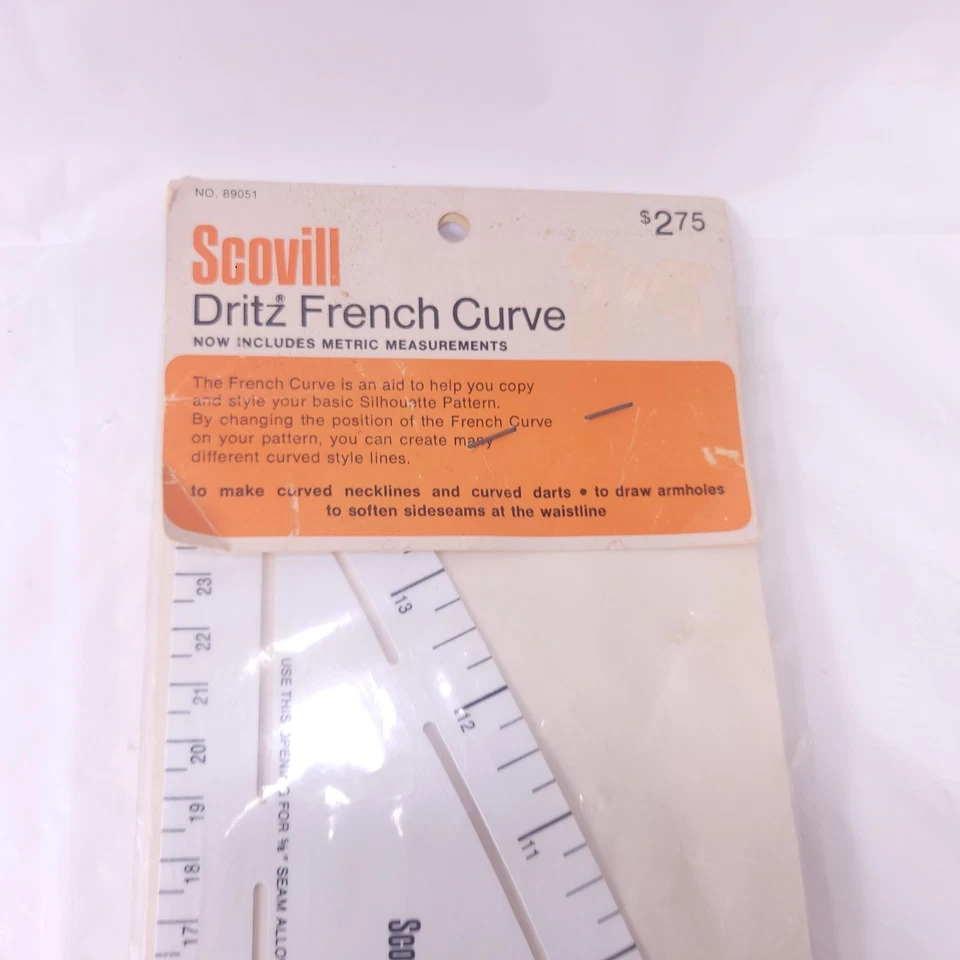 NO. 89051
$275
Scovill
Dritz® French Curve
NOW INCLUDES METRIC MEASUREMENTS
The French Curve is an aid to help you copy
and style your basic Silhouette Pattern.
By changing the position of the French Curve
on your pattern, you can create many
different curved style lines.
to make curved necklines and curved darts • to draw armholes
to soften sideseams at the waistline
23
22
21
20
19
18
17
USE THIS OPENING FOR ⅝" SEAM ALLO
Sco
13
12
11